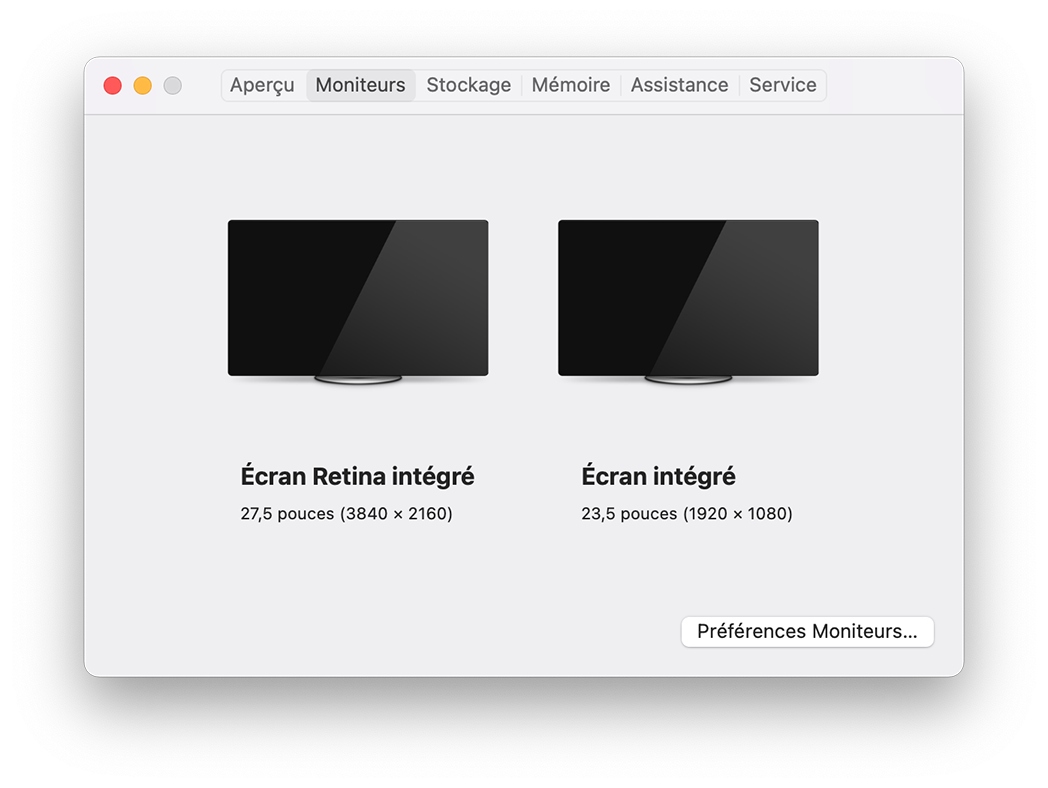 Aperçu Moniteurs Stockage Mémoire Assistance Service
Écran Retina intégré
27,5 pouces (3840 × 2160)
Écran intégré
23,5 pouces (1920 × 1080)
Préférences Moniteurs...